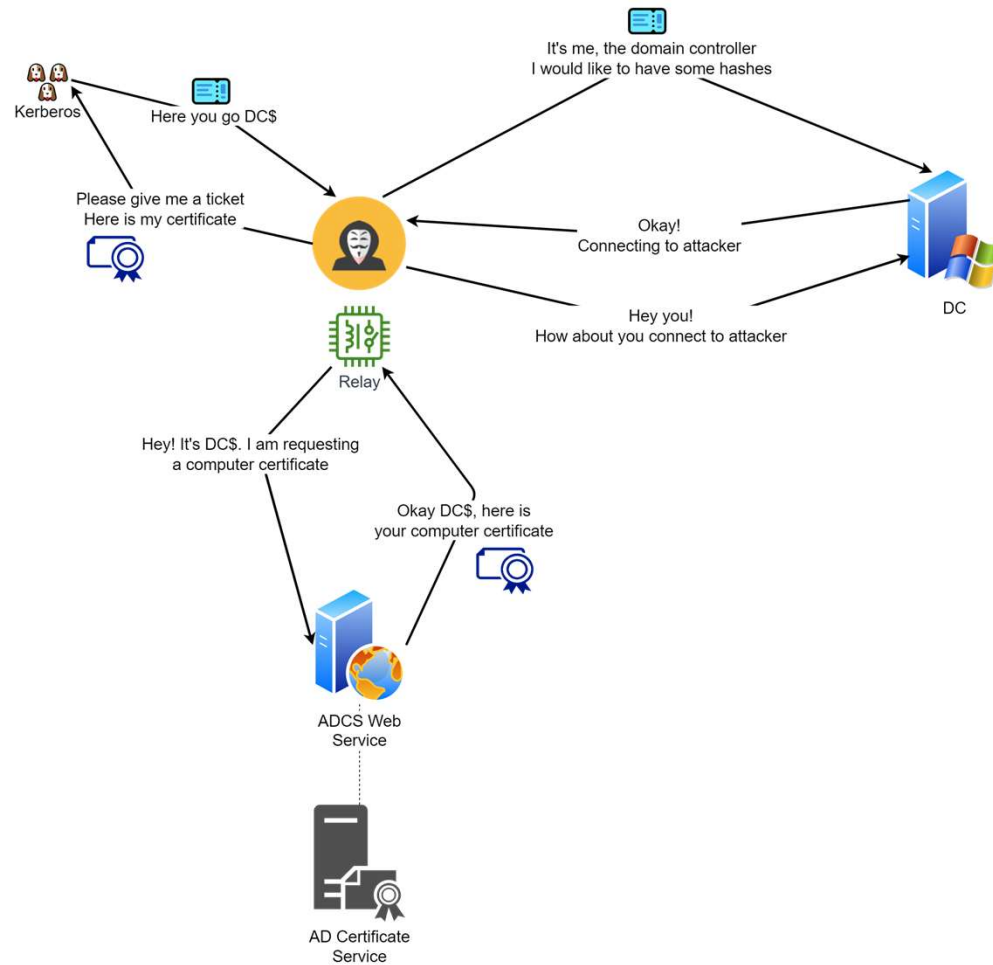 It's me, the domain controller
I would like to have some hashes
Kerberos
Here you go DC$
Please give me a ticket
Here is my certificate
Okay!
Connecting to attacker
DC
Hey you!
How about you connect to attacker
Relay
Hey! It's DC$. I am requesting
a computer certificate
Okay DC$, here is
your computer certificate
ADCS Web
Service
AD Certificate
Service